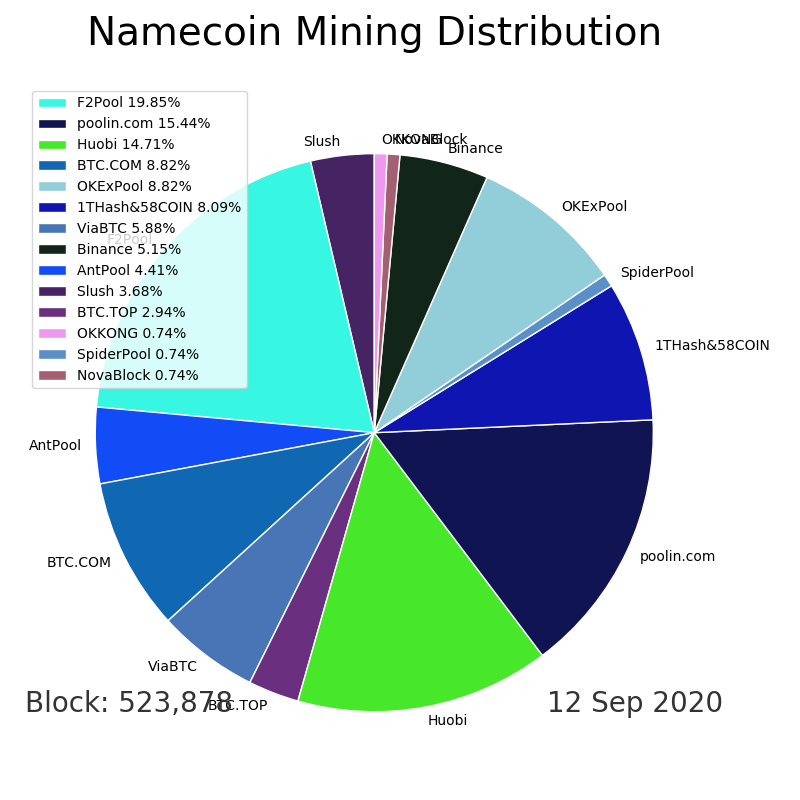 Namecoin Mining Distribution
F2Pool 19.85%
poolin.com 15.44%
Huobi 14.71%
BTC.COM 8.82%
OKExPool 8.82%
1THash&58COIN 8.09%
ViaBTC 5.88%
Binance 5.15%
AntPool 4.41%
Slush 3.68%
BTC.TOP 2.94%
OKKONG 0.74%
SpiderPool 0.74%
NovaBlock 0.74%
Slush
OKKONG
NovaBlock
Binance
OKExPool
F2Pool
SpiderPool
1THash&58COIN
AntPool
poolin.com
BTC.COM
ViaBTC
Block: 523,878
BTC.TOP
12 Sep 2020
Huobi